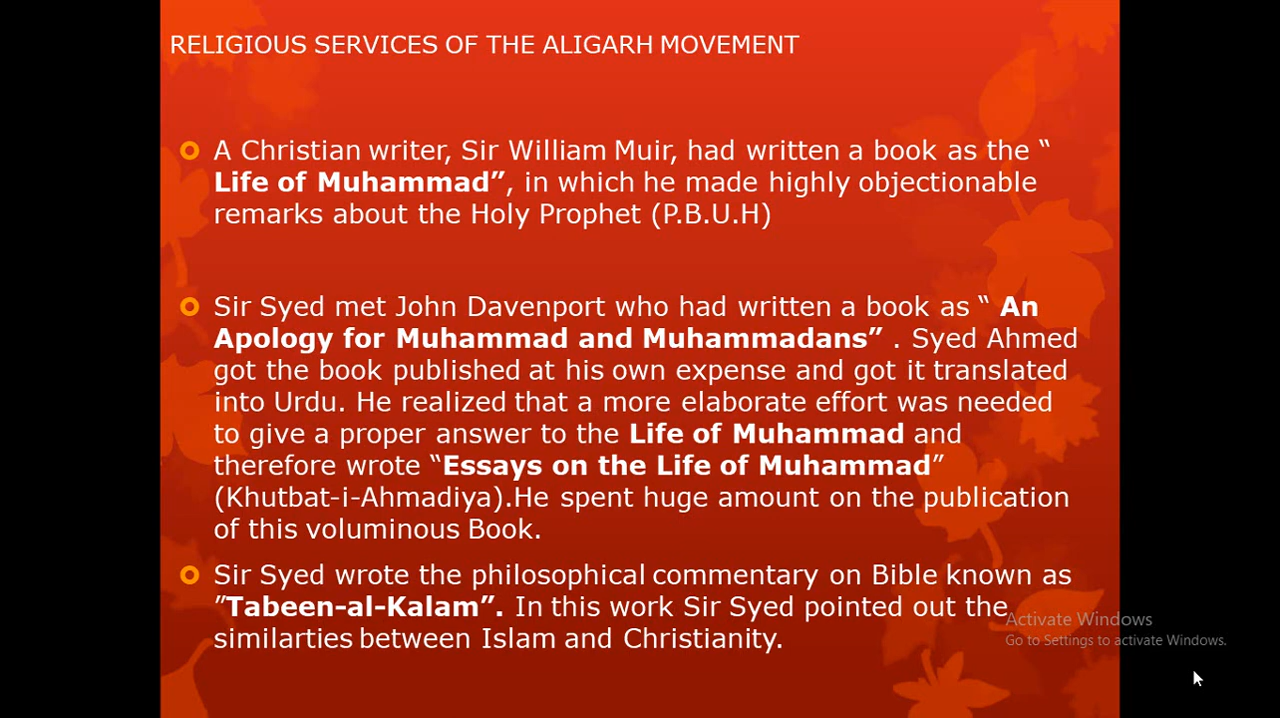 RELIGIOUS SERVICES OF THE ALIGARH MOVEMENT
A Christian writer, Sir William Muir, had written a book as the “
Life of Muhammad”, in which he made highly objectionable
remarks about the Holy Prophet (P.B.U.H)
Sir Syed met John Davenport who had written a book as “ An
Apology for Muhammad and Muhammadans” . Syed Ahmed
got the book published at his own expense and got it translated
into Urdu. He realized that a more elaborate effort was needed
to give a proper answer to the Life of Muhammad and
therefore wrote “Essays on the Life of Muhammad”
(Khutbat-i-Ahmadiya).He spent huge amount on the publication
of this voluminous Book.
Sir Syed wrote the philosophical commentary on Bible known as
”Tabeen-al-Kalam”. In this work Sir Syed pointed out the
similarties between Islam and Christianity.
Activate Windows
Go to Settings to activate Windows.